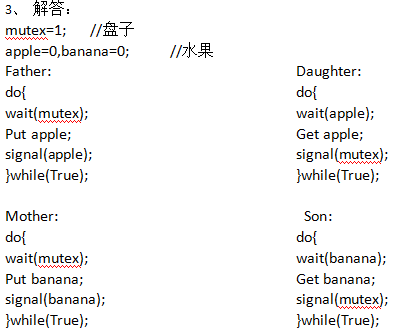 3、 解答：
mutex=1; //盘子
apple=0,banana=0; //水果
Father:
do{
wait(mutex);
Put apple;
signal(apple);
}while(True);
Daughter:
do{
wait(apple);
Get apple;
signal(mutex);
}while(True);
Mother:
do{
wait(mutex);
Put banana;
signal(banana);
}while(True);
Son:
do{
wait(banana);
Get banana;
signal(mutex);
}while(True);